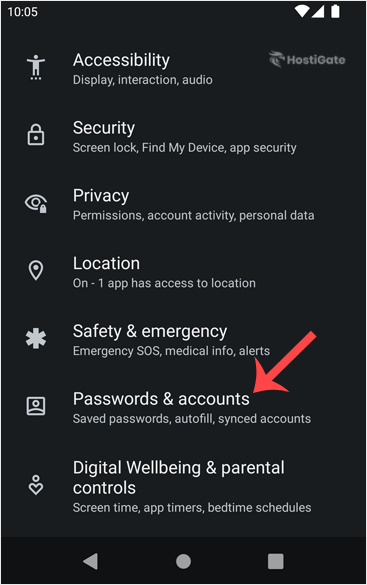 10:05
Accessibility
Display, interaction, audio
HostiGate
Security
Screen lock, Find My Device, app security
Privacy
Permissions, account activity, personal data
Location
On - 1 app has access to location
Safety & emergency
Emergency SOS, medical info, alerts
Passwords & accounts
Saved passwords, autofill, synced accounts
Digital Wellbeing & parental
controls
Screen time, app timers, bedtime schedules